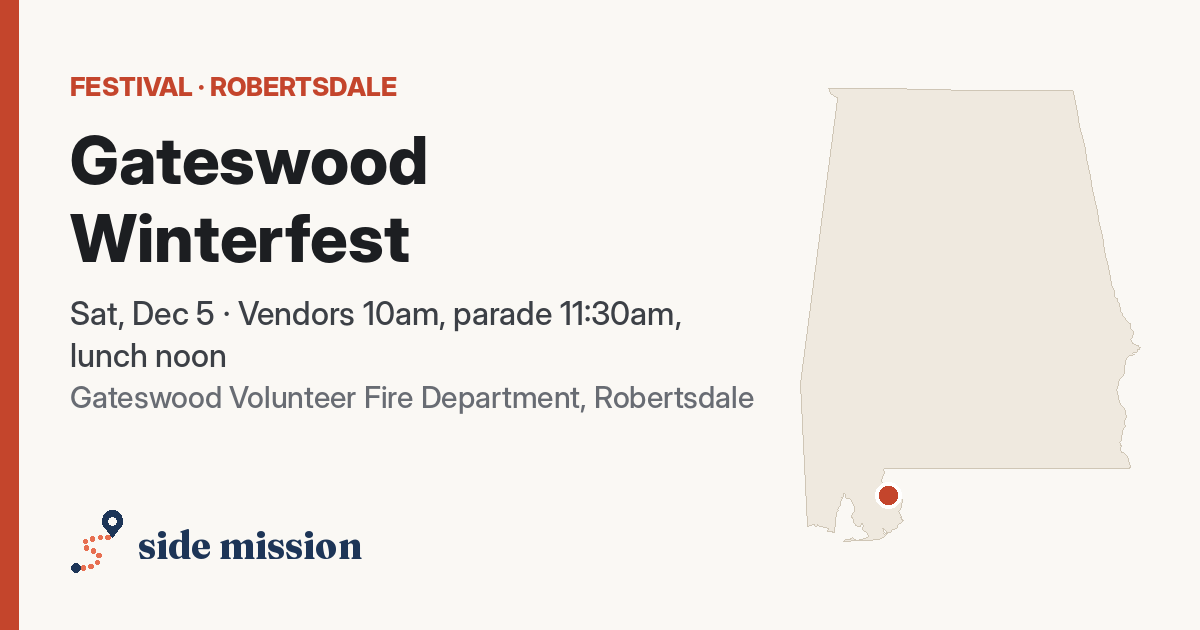 FESTIVAL · ROBERTSDALE
Gateswood
Winterfest
Sat, Dec 5 · Vendors 10am, parade 11:30am,
lunch noon
Gateswood Volunteer Fire Department, Robertsdale
side mission